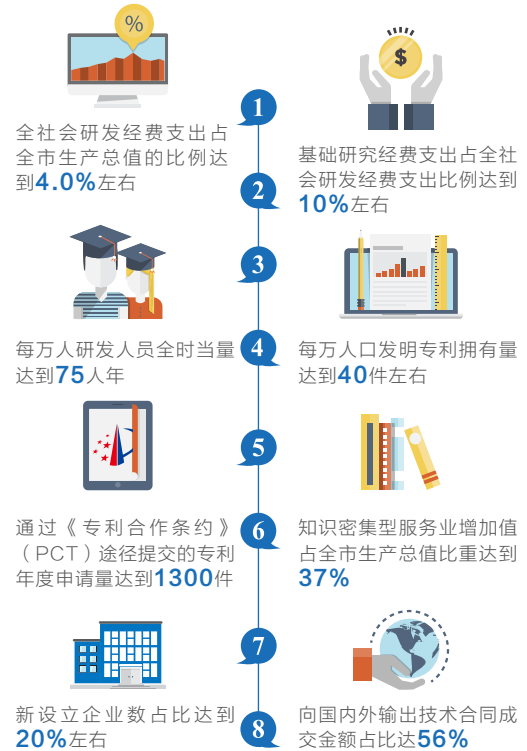 %
$
1
全社会研发经费支出占
全市生产总值的比例达
到4.0%左右
2
基础研究经费支出占全社
会研发经费支出比例达到
10%左右
3
每万人研发人员全时当量
达到75人年
4
每万人口发明专利拥有量
达到40件左右
5
通过《专利合作条约》
（PCT）途径提交的专利
年度申请量达到1300件
6
知识密集型服务业增加值
占全市生产总值比重达到
37%
7
新设立企业数占比达到
20%左右
8
向国内外输出技术合同成
交金额占比达56%